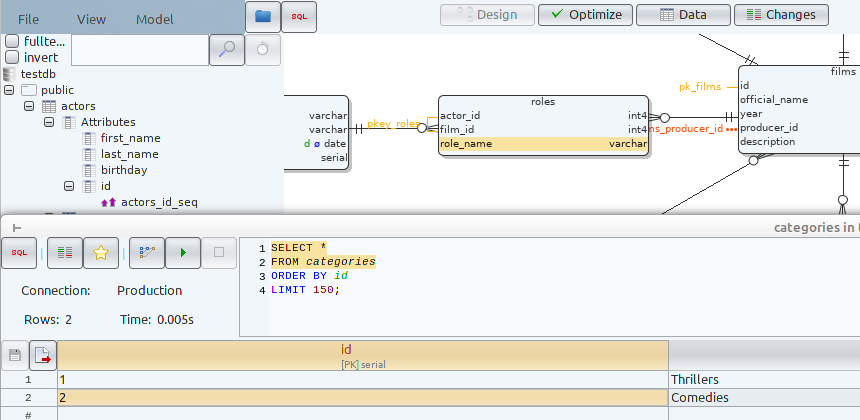 File View Model SQL Design Optimize Data Changes
fullte...
invert
testdb
public
actors
Attributes
first_name
last_name
birthday
id
actors_id_seq
varchar
varchar
d ø date
serial
pkey_roles
roles
actor_id int4
film_id int4
role_name varchar
pk_films
ns_producer_id
films
id
official_name
year
producer_id
description
categories in
SQL
Connection: Production
Rows: 2 Time: 0.005s
1 SELECT *
2 FROM categories
3 ORDER BY id
4 LIMIT 150;
id
[PK] serial
1 1 Thrillers
2 2 Comedies
#